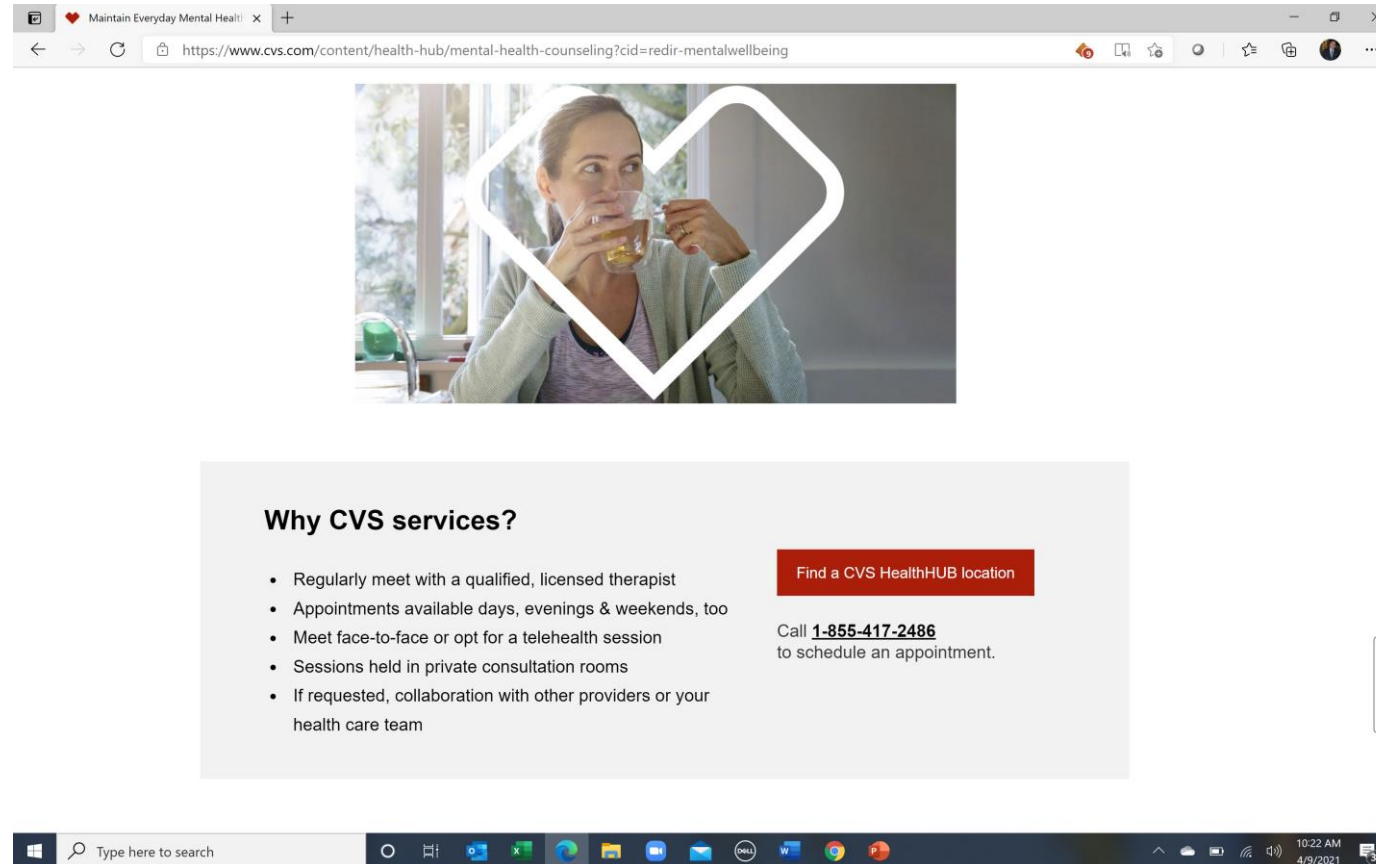 Maintain Everyday Mental Healt
https://www.cvs.com/content/health-hub/mental-health-counseling?cid=redir-mentalwellbeing
9
Why CVS services?
• Regularly meet with a qualified, licensed therapist
• Appointments available days, evenings & weekends, too
• Meet face-to-face or opt for a telehealth session
• Sessions held in private consultation rooms
• If requested, collaboration with other providers or your
health care team
Find a CVS HealthHUB location
Call 1-855-417-2486
to schedule an appointment.
Type here to search
DELL
10:22 AM
4/9/2021